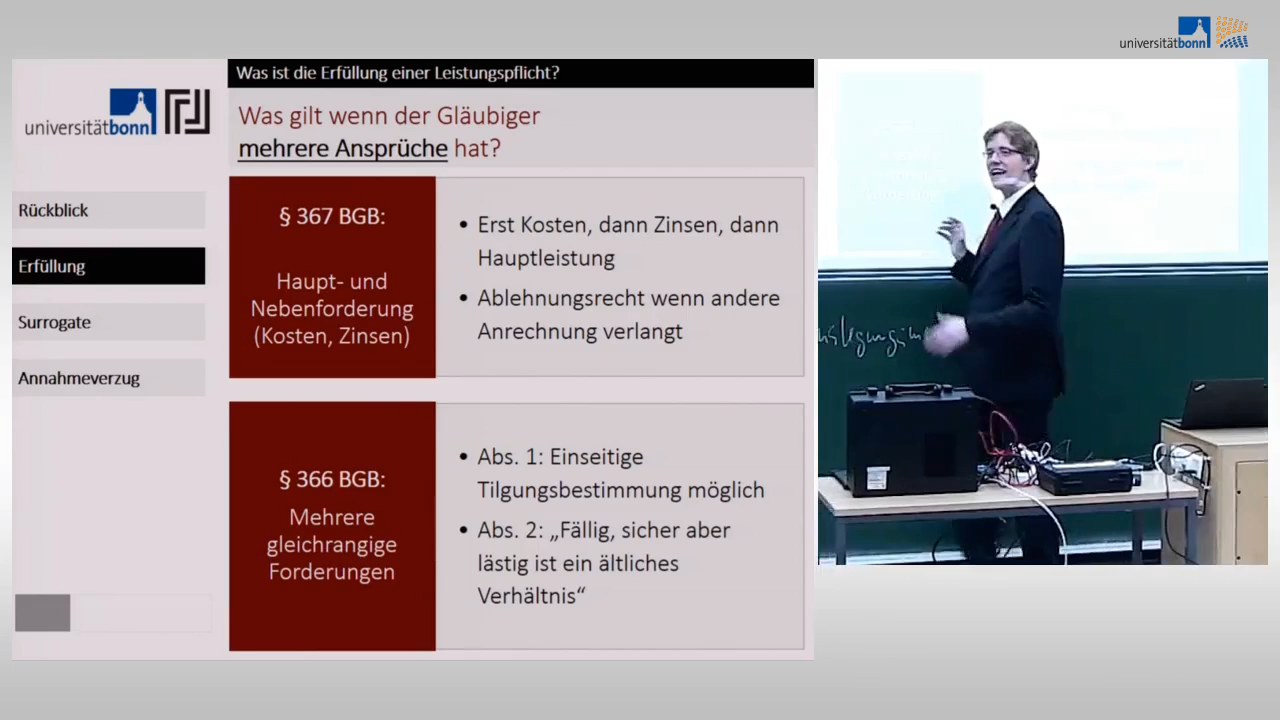 universitätbonn
Was ist die Erfüllung einer Leistungspflicht?
universitätbonn
Was gilt wenn der Gläubiger
mehrere Ansprüche hat?
Rückblick
Erfüllung
Surrogate
Annahmeverzug
§ 367 BGB:
Haupt- und
Nebenforderung
(Kosten, Zinsen)
• Erst Kosten, dann Zinsen, dann
Hauptleistung
• Ablehnungsrecht wenn andere
Anrechnung verlangt
§ 366 BGB:
Mehrere
gleichrangige
Forderungen
• Abs. 1: Einseitige
Tilgungsbestimmung möglich
• Abs. 2: „Fällig, sicher aber
lästig ist ein ältliches
Verhältnis“